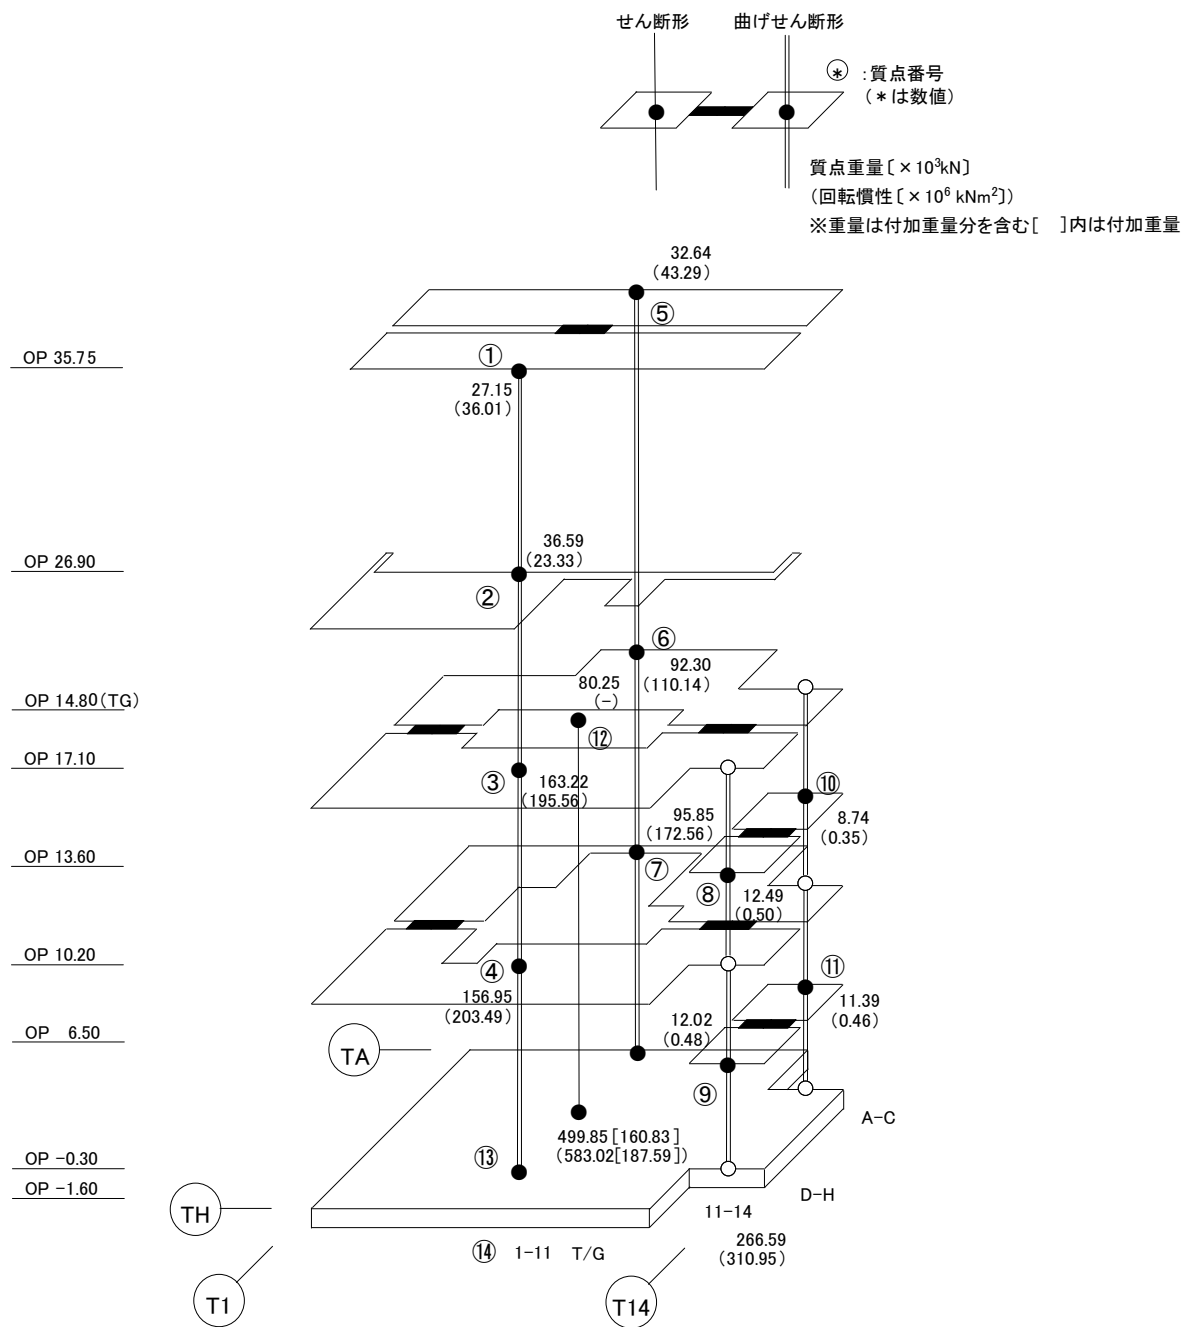 せん断形 曲げせん断形
＊ :質点番号
(＊は数値)
質点重量〔×10³kN〕
(回転慣性〔×10⁶ kNm²〕)
※重量は付加重量分を含む[ ]内は付加重量
32.64
(43.29)
⑤
OP 35.75
①
27.15
(36.01)
OP 26.90
36.59
(23.33)
②
⑥
92.30
(110.14)
80.25
(-)
OP 14.80(TG)
⑫
OP 17.10
③
163.22
(195.56)
⑩
8.74
(0.35)
95.85
(172.56)
OP 13.60
⑦
⑧
12.49
(0.50)
OP 10.20
④
156.95
(203.49)
⑪
11.39
(0.46)
OP 6.50
12.02
(0.48)
TA
⑨
A-C
499.85[160.83]
(583.02[187.59])
⑬
OP -0.30
OP -1.60
D-H
TH
11-14
266.59
(310.95)
⑭ 1-11 T/G
T1
T14